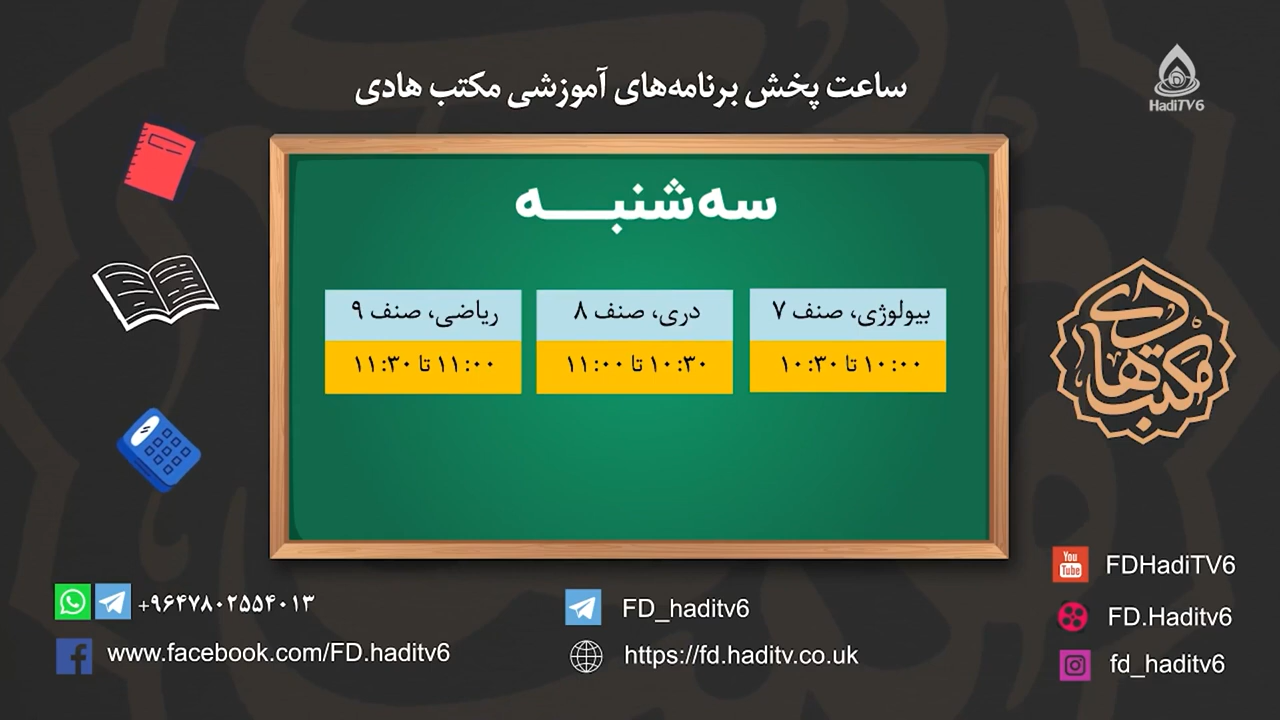 ساعت پخش برنامه‌های آموزشی مکتب هادی
HadiTV6
سه‌شنبـــه
بیولوژی، صنف ۷
۱۰:۰۰ تا ۱۰:۳۰
دری، صنف ۸
۱۰:۳۰ تا ۱۱:۰۰
ریاضی، صنف ۹
۱۱:۰۰ تا ۱۱:۳۰
مکتب هادی
You Tube
FDHadiTV6
FD.Haditv6
fd_haditv6
+۹۶۴۷۸۰۲۵۵۴۰۱۳
www.facebook.com/FD.haditv6
FD_haditv6
https://fd.haditv.co.uk